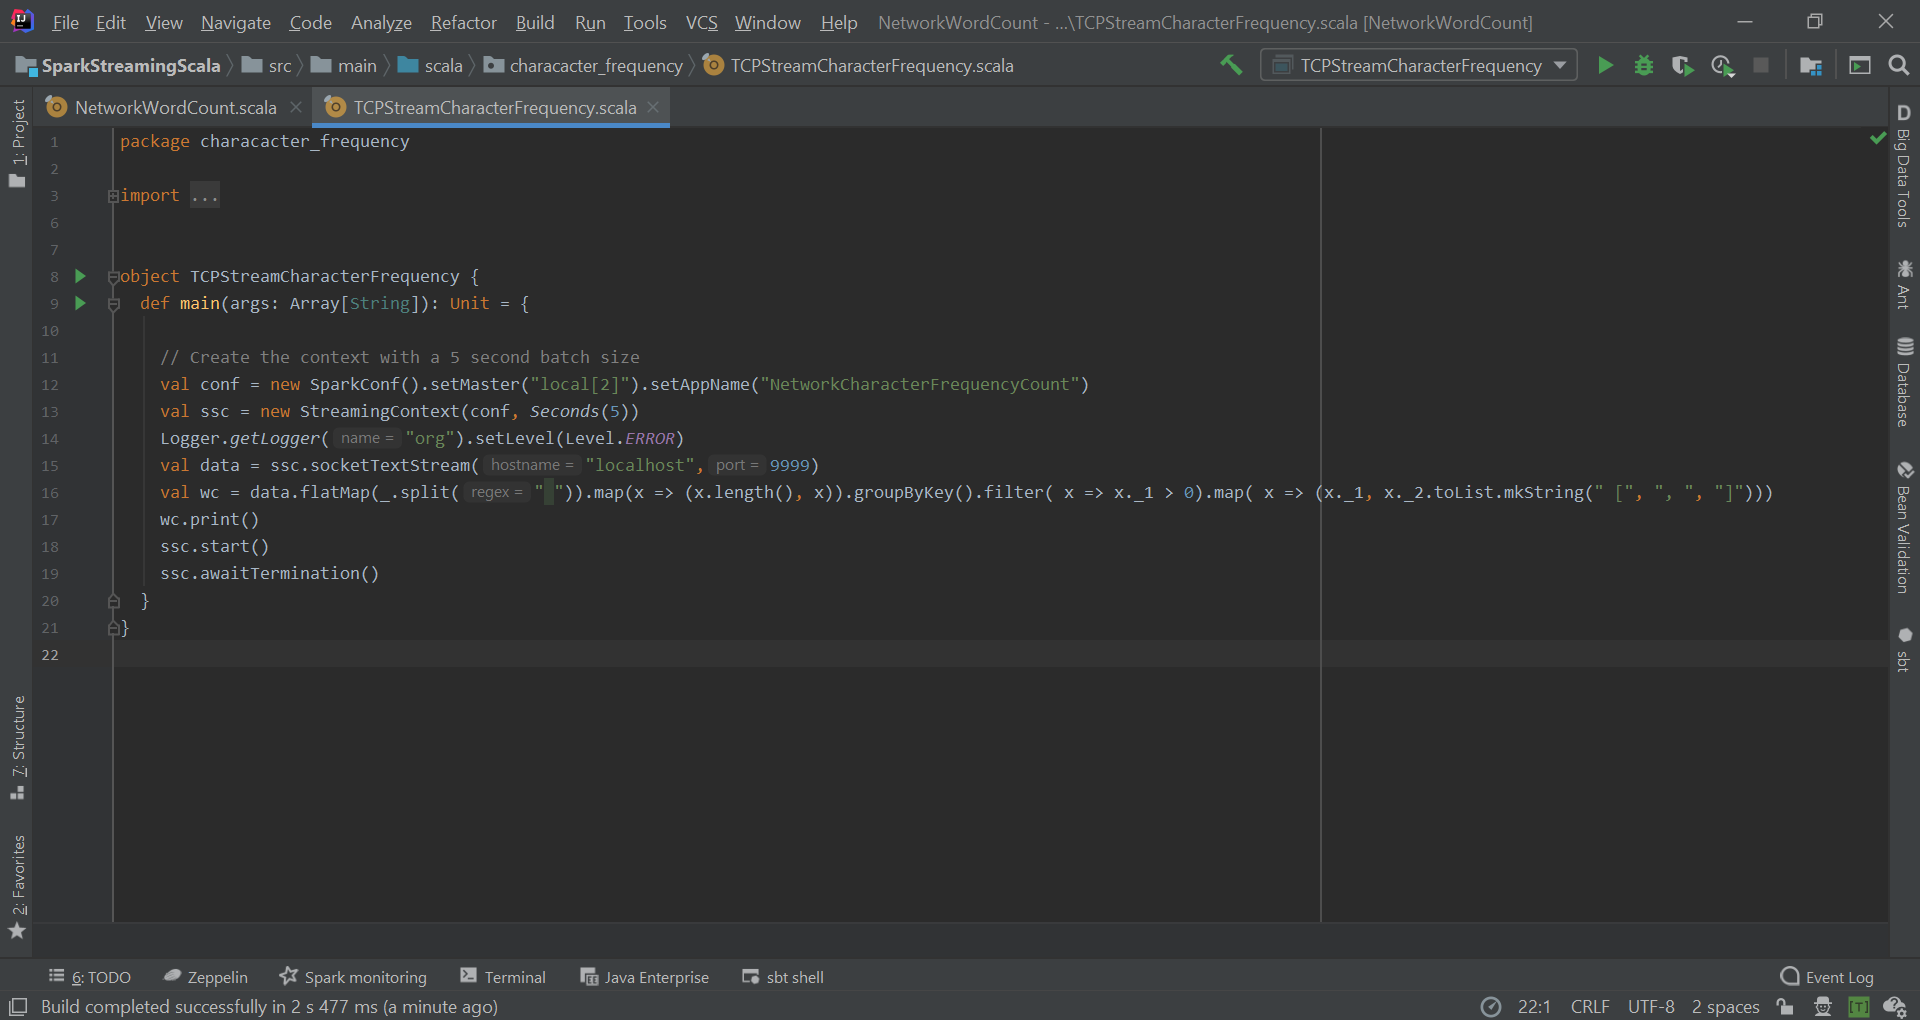 File Edit View Navigate Code Analyze Refactor Build Run Tools VCS Window Help NetworkWordCount - ...\TCPStreamCharacterFrequency.scala [NetworkWordCount]
SparkStreamingScala src main scala characacter_frequency TCPStreamCharacterFrequency.scala TCPStreamCharacterFrequency
NetworkWordCount.scala TCPStreamCharacterFrequency.scala
1 package characacter_frequency
2
3 import ...
6
7
8 object TCPStreamCharacterFrequency {
9 def main(args: Array[String]): Unit = {
10
11 // Create the context with a 5 second batch size
12 val conf = new SparkConf().setMaster("local[2]").setAppName("NetworkCharacterFrequencyCount")
13 val ssc = new StreamingContext(conf, Seconds(5))
14 Logger.getLogger( name = "org").setLevel(Level.ERROR)
15 val data = ssc.socketTextStream( hostname = "localhost", port = 9999)
16 val wc = data.flatMap(_.split( regex = " ")).map(x => (x.length(), x)).groupByKey().filter( x => x._1 > 0).map( x => (x._1, x._2.toList.mkString(" [", ", ", "]")))
17 wc.print()
18 ssc.start()
19 ssc.awaitTermination()
20 }
21 }
22
1: Project
7: Structure
2: Favorites
D Big Data Tools
Ant
Database
Bean Validation
sbt
6: TODO Zeppelin Spark monitoring Terminal Java Enterprise sbt shell Event Log
Build completed successfully in 2 s 477 ms (a minute ago) 22:1 CRLF UTF-8 2 spaces [T]